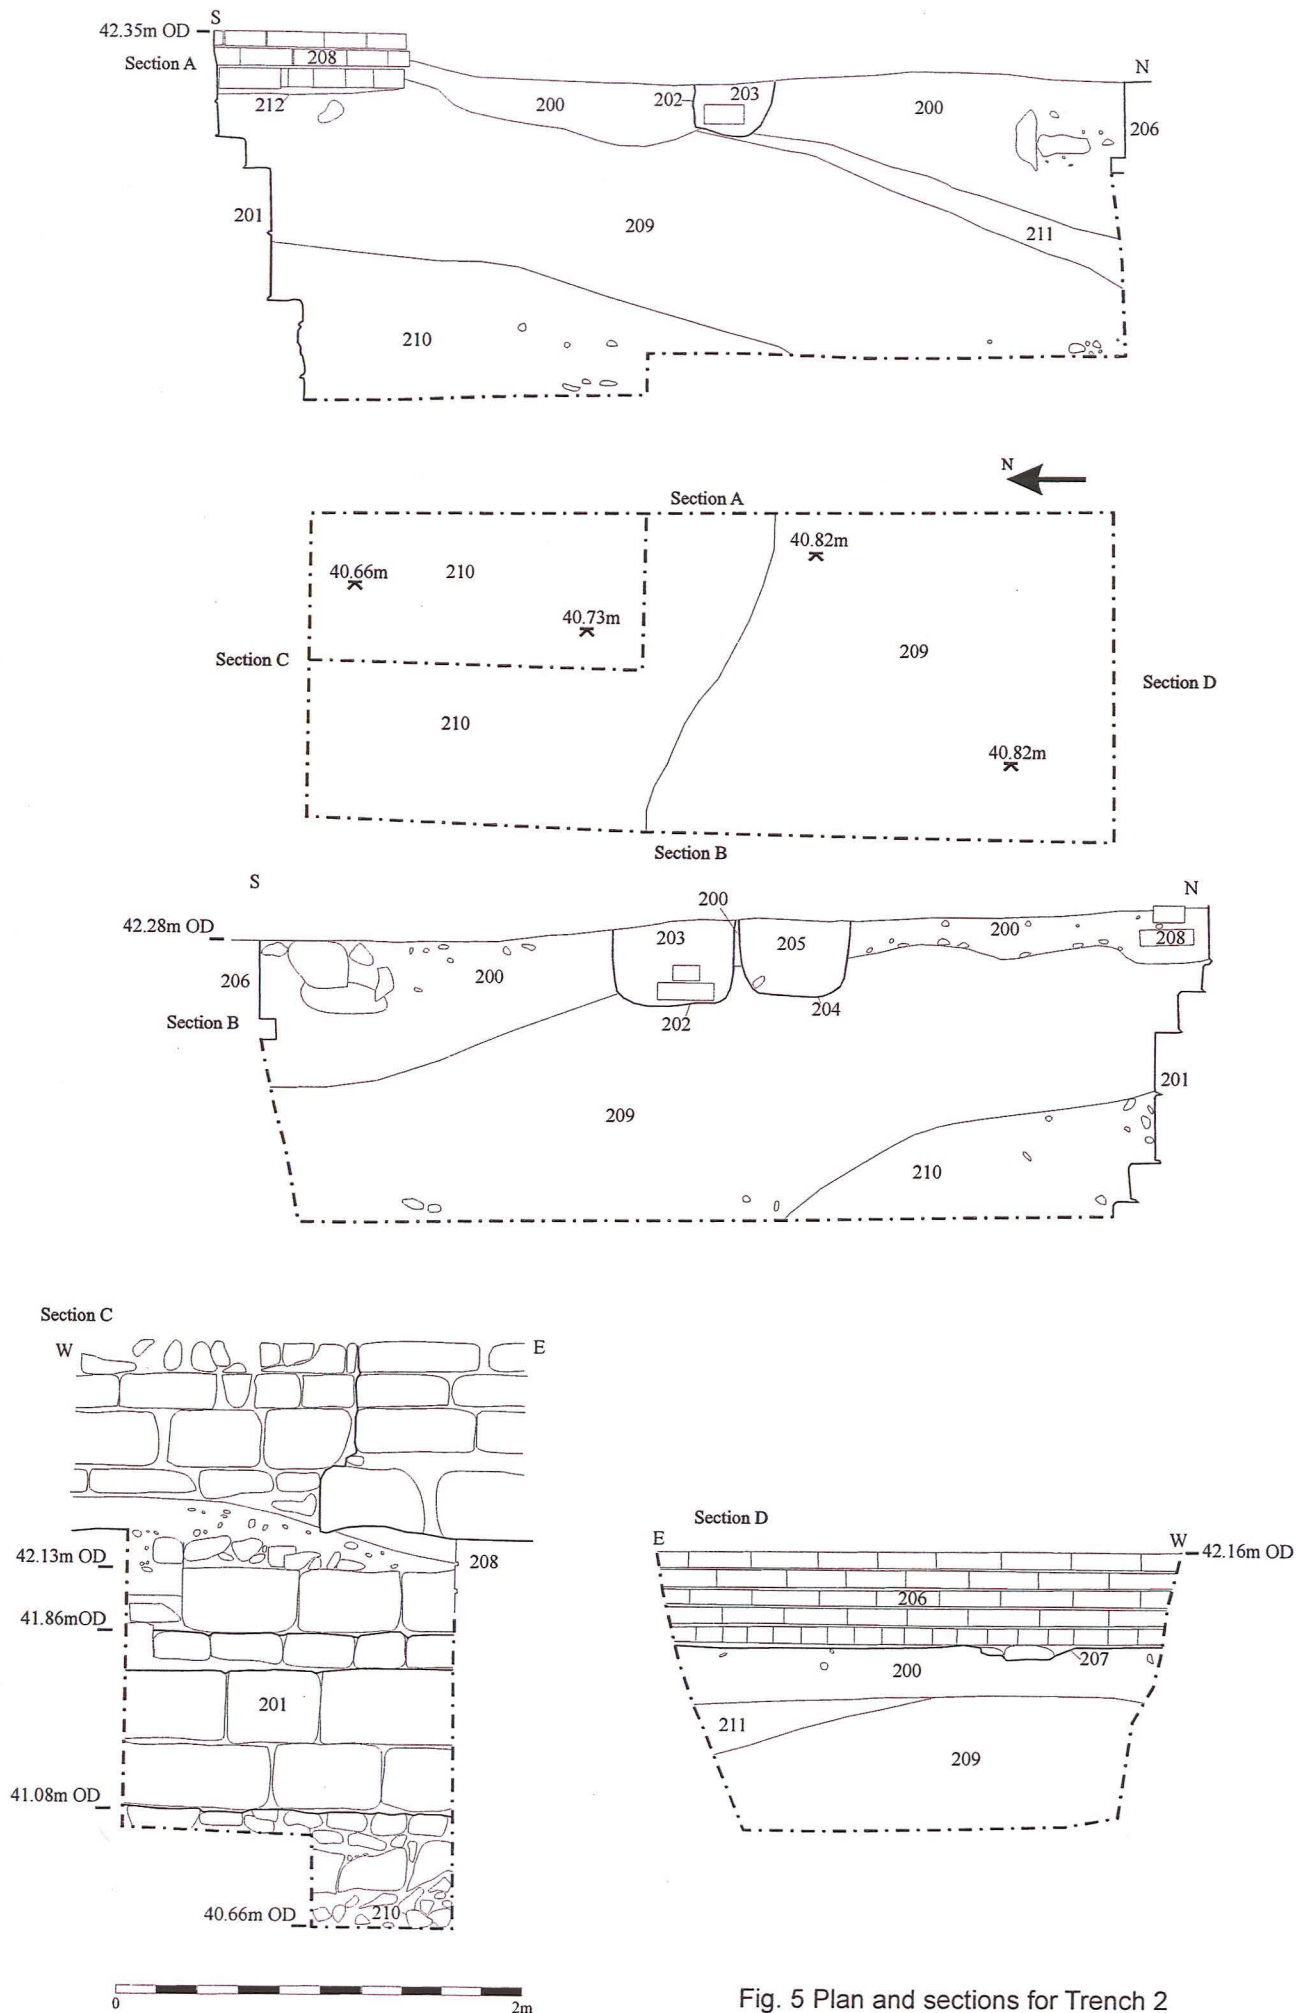 S
42.35m OD
Section A
208
N
212
200
202
203
200
206
201
209
211
210
N
Section A
40.82m
40.66m
210
40.73m
Section C
209
Section D
210
40.82m
Section B
S
N
200
42.28m OD
203
205
200
208
206
200
Section B
202
204
201
209
210
Section C
W
E
Section D
E
W
42.16m OD
42.13m OD
208
206
41.86mOD
200
207
201
211
209
41.08m OD
40.66m OD
210
0
2m
Fig. 5 Plan and sections for Trench 2